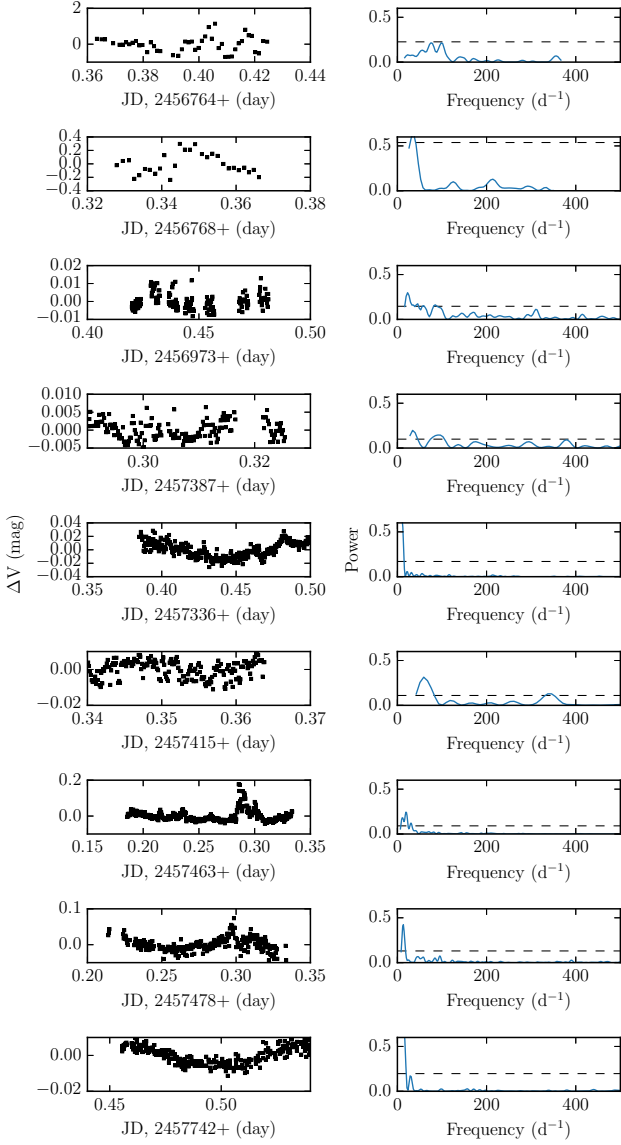 2
0
0.36 0.38 0.40 0.42 0.44
JD, 2456764+ (day)
0.5
0.0
0 200 400
Frequency (d⁻¹)
0.4
0.2
0.0
−0.2
−0.4
0.32 0.34 0.36 0.38
JD, 2456768+ (day)
0.5
0.0
0 200 400
Frequency (d⁻¹)
0.02
0.01
0.00
−0.01
0.40 0.45 0.50
JD, 2456973+ (day)
0.5
0.0
0 200 400
Frequency (d⁻¹)
0.010
0.005
0.000
−0.005
0.30 0.32
JD, 2457387+ (day)
0.5
0.0
0 200 400
Frequency (d⁻¹)
ΔV (mag)
0.04
0.02
0.00
−0.02
−0.04
0.35 0.40 0.45 0.50
JD, 2457336+ (day)
Power
0.5
0.0
0 200 400
Frequency (d⁻¹)
0.00
−0.02
0.34 0.35 0.36 0.37
JD, 2457415+ (day)
0.5
0.0
0 200 400
Frequency (d⁻¹)
0.2
0.0
0.15 0.20 0.25 0.30 0.35
JD, 2457463+ (day)
0.5
0.0
0 200 400
Frequency (d⁻¹)
0.1
0.0
0.20 0.25 0.30 0.35
JD, 2457478+ (day)
0.5
0.0
0 200 400
Frequency (d⁻¹)
0.00
−0.02
0.45 0.50
JD, 2457742+ (day)
0.5
0.0
0 200 400
Frequency (d⁻¹)